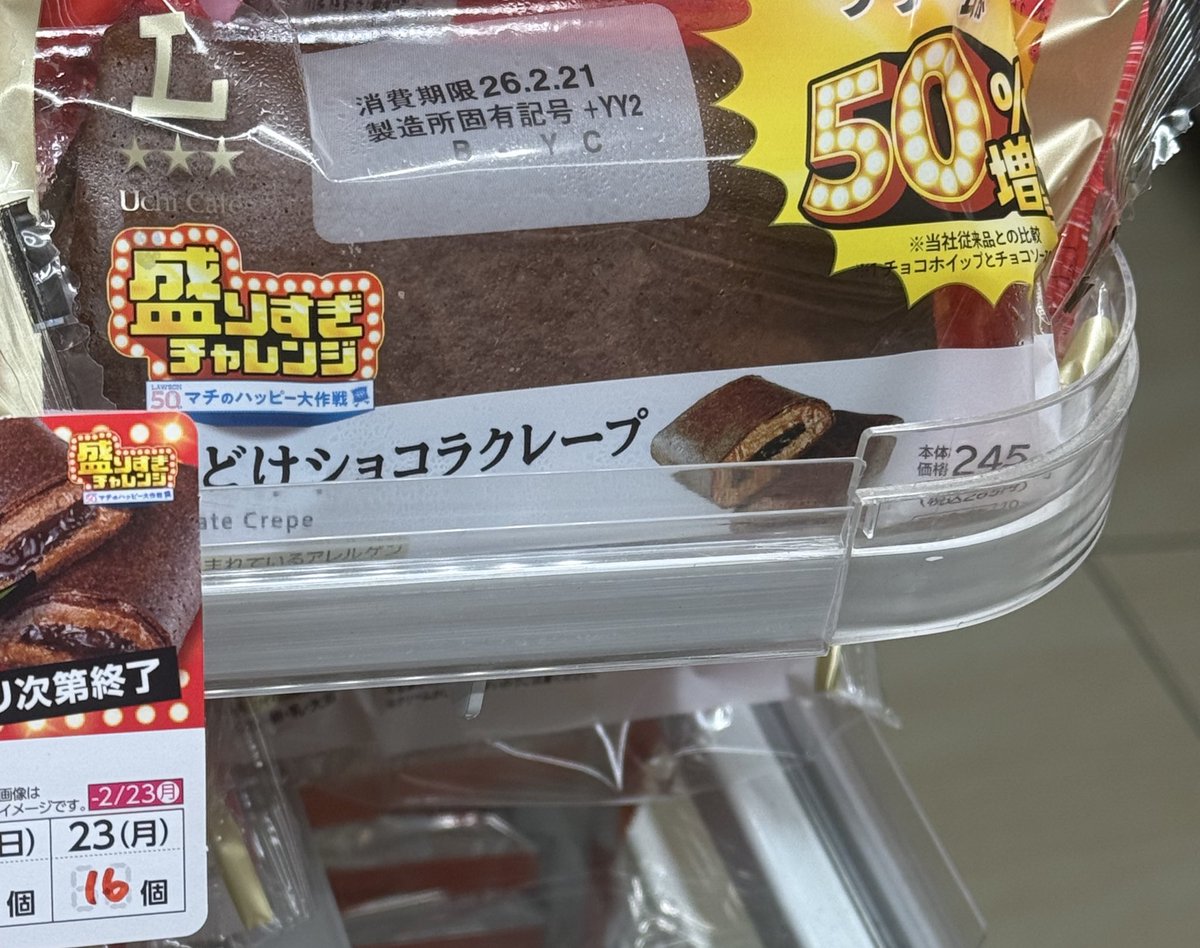 L
★★★
Uchi Café
消費期限26.2.21
製造所固有記号 +YY2
B Y C
50%
増量
※当社従来品との比較
チョコホイップとチョコソー
盛りすぎ
チャレンジ
LAWSON
50
マチのハッピー大作戦
どけショコラクレープ
ate Crepe
まれているアレルゲン
本体
価格 245
盛りすぎ
チャレンジ
マチのハッピー大作戦
り次第終了
画像は
イメージです。
-2/23月
日) 23(月)
個 16 個